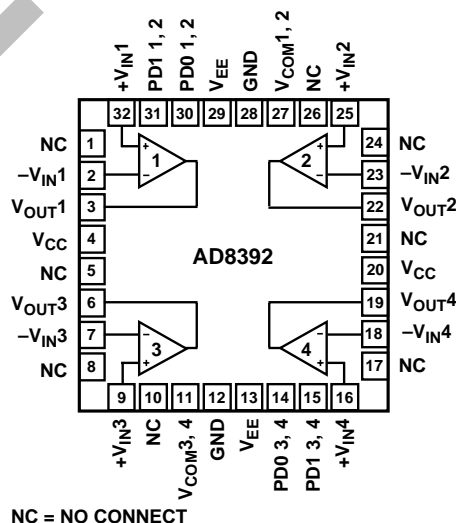 +VIN1
PD1 1, 2
PD0 1, 2
VEE
GND
VCOM1, 2
NC
+VIN2
32 31 30 29 28 27 26 25
NC 1
−VIN1 2
VOUT1 3
VCC 4
NC 5
VOUT3 6
−VIN3 7
NC 8
+ − 1
+ − 2
AD8392
− + 3
− + 4
24 NC
23 −VIN2
22 VOUT2
21 NC
20 VCC
19 VOUT4
18 −VIN4
17 NC
9 10 11 12 13 14 15 16
+VIN3
NC
VCOM3, 4
GND
VEE
PD0 3, 4
PD1 3, 4
+VIN4
NC = NO CONNECT